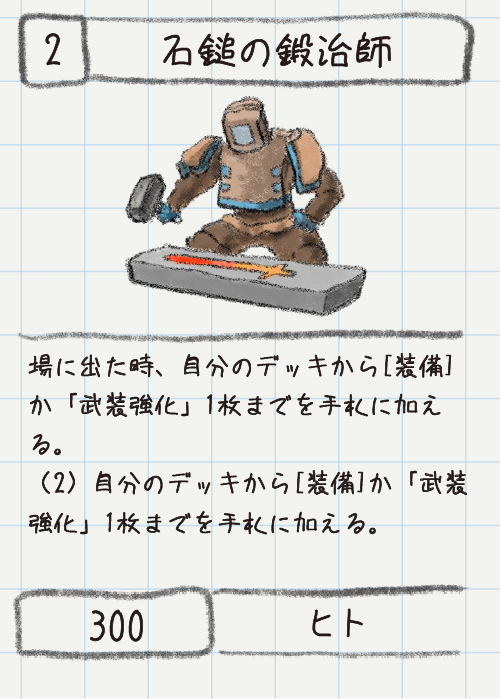 2
石鎚の鍛冶師
場に出た時、自分のデッキから[装備]
か「武装強化」1枚までを手札に加え
る。
（2）自分のデッキから[装備]か「武装
強化」1枚までを手札に加える。
300
ヒト